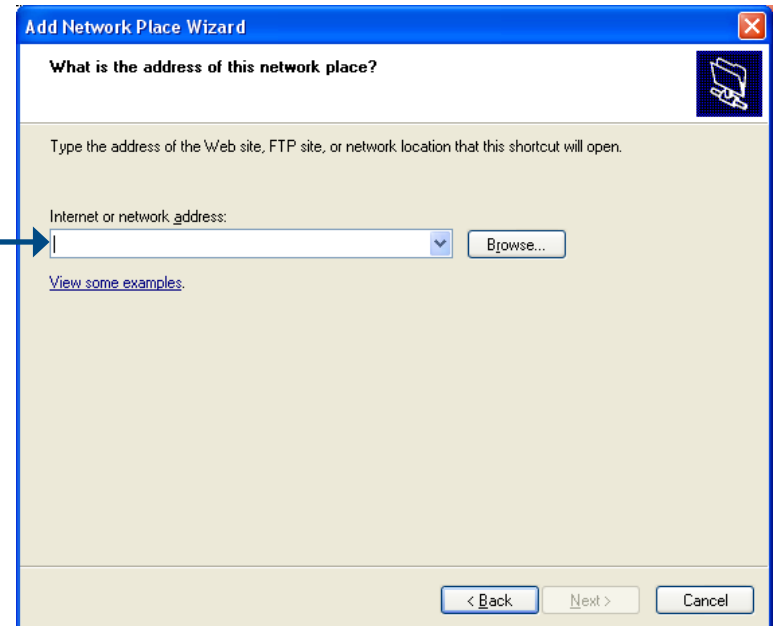 Add Network Place Wizard
What is the address of this network place?
Type the address of the Web site, FTP site, or network location that this shortcut will open.
Internet or network address:
Browse...
View some examples.
< Back Next > Cancel